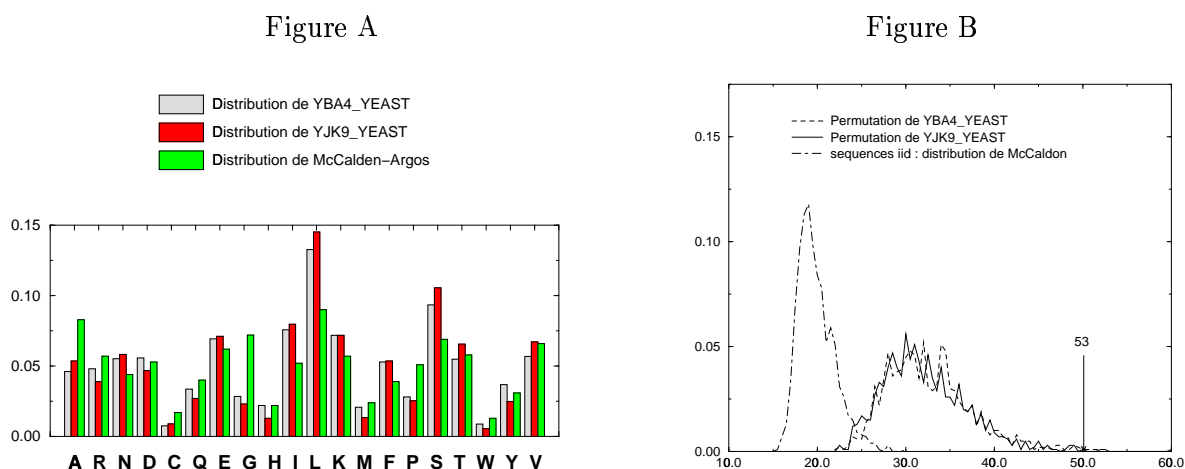 Figure A
Figure B
Distribution de YBA4_YEAST
Distribution de YJK9_YEAST
Distribution de McCalden−Argos
0.15
0.10
0.05
0.00
A R N D C Q E G H I L K M F P S T W Y V
Permutation de YBA4_YEAST
Permutation de YJK9_YEAST
sequences iid : distribution de McCaldon
0.15
0.10
0.05
0.00
53
10.0 20.0 30.0 40.0 50.0 60.0